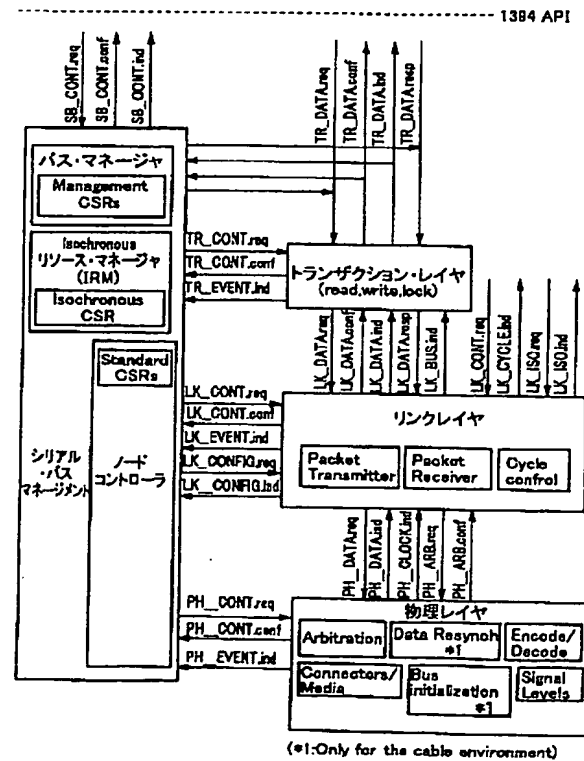 1394 API
SB_CONT.req
SB_CONT.conf
SB_CONT.ind
TR_DATA.req
TR_DATA.conf
TR_DATA.ind
TR_DATA.resp
バス・マネージャ
Management
CSRs
Isochronous
リソース・マネージャ
(IRM)
Isochronous
CSR
TR_CONT.req
TR_CONT.conf
TR_EVENT.ind
トランザクション・レイヤ
(read,write,lock)
LK_DATA.req
LK_DATA.conf
LK_DATA.ind
LK_DATA.resp
LK_BUS.ind
LK_CONT.req
LK_CYCLE.ind
LK_ISO.req
LK_ISO.ind
Standard
CSRs
シリアル
・バス
マネージメント
ノード
コントローラ
LK_CONT.req
LK_CONT.conf
LK_EVENT.ind
LK_CONFIG.req
LK_CONFIG.ind
リンクレイヤ
Packet
Transmitter
Packet
Receiver
Cycle
control
PH_DATA.req
PH_DATA.ind
PH_CLOCK.ind
PH_ARB.req
PH_ARB.conf
PH_CONT.req
PH_CONT.conf
PH_EVENT.ind
物理レイヤ
Arbitration
Data Resynch
*1
Encode/
Decode
Connectors/
Media
Bus
initialization
*1
Signal
Levels
(*1:Only for the cable environment)